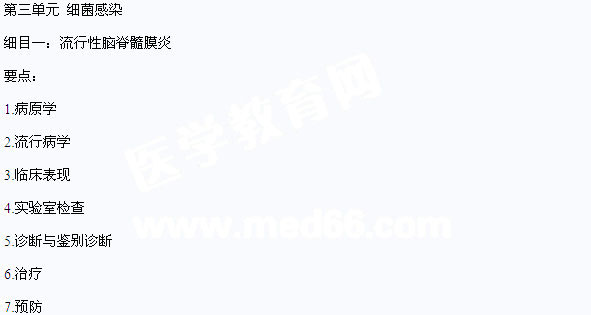 第三单元 细菌感染
细目一：流行性脑脊髓膜炎
要点：
1.病原学
2.流行病学
3.临床表现
4.实验室检查
5.诊断与鉴别诊断
6.治疗
7.预防
医学教育网
www.med66.com